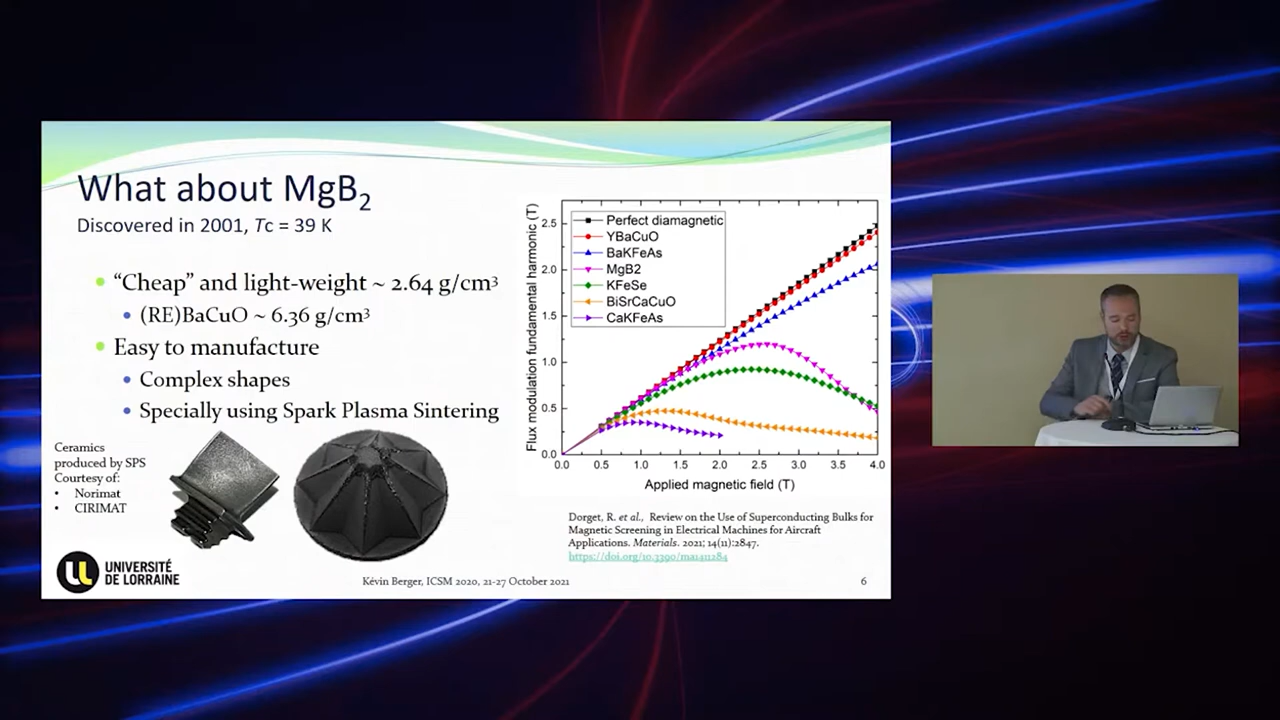 What about MgB2
Discovered in 2001, Tc = 39 K
“Cheap” and light-weight ~ 2.64 g/cm³
(RE)BaCuO ~ 6.36 g/cm³
Easy to manufacture
Complex shapes
Specially using Spark Plasma Sintering
Ceramics
produced by SPS
Courtesy of:
Norimat
CIRIMAT
Flux modulation fundamental harmonic (T)
2.5
2.0
1.5
1.0
0.5
0.0
Perfect diamagnetic
YBaCuO
BaKFeAs
MgB2
KFeSe
BiSrCaCuO
CaKFeAs
0.0 0.5 1.0 1.5 2.0 2.5 3.0 3.5 4.0
Applied magnetic field (T)
Dorget, R. et al., Review on the Use of Superconducting Bulks for
Magnetic Screening in Electrical Machines for Aircraft
Applications. Materials. 2021; 14(11):2847.
https://doi.org/10.3390/ma14111284
UNIVERSITÉ
DE LORRAINE
Kévin Berger, ICSM 2020, 21-27 October 2021
6